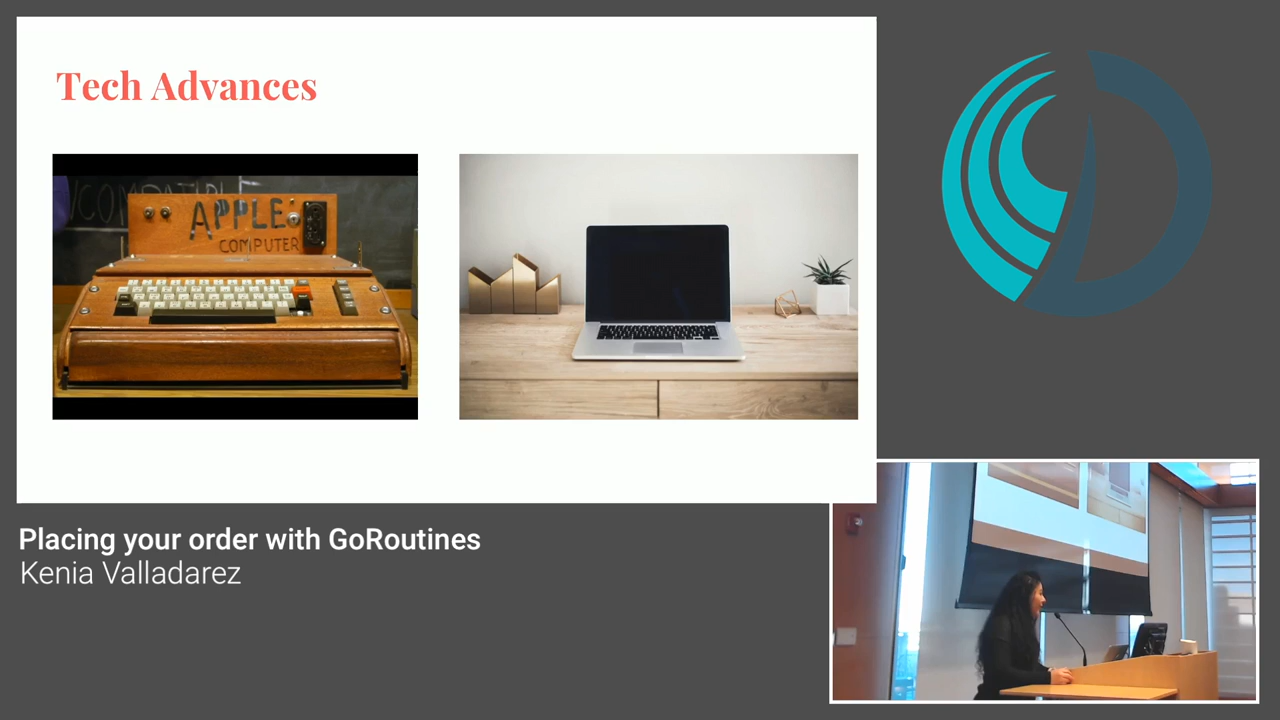 Tech Advances
APPLE
COMPUTER
Placing your order with GoRoutines
Kenia Valladarez